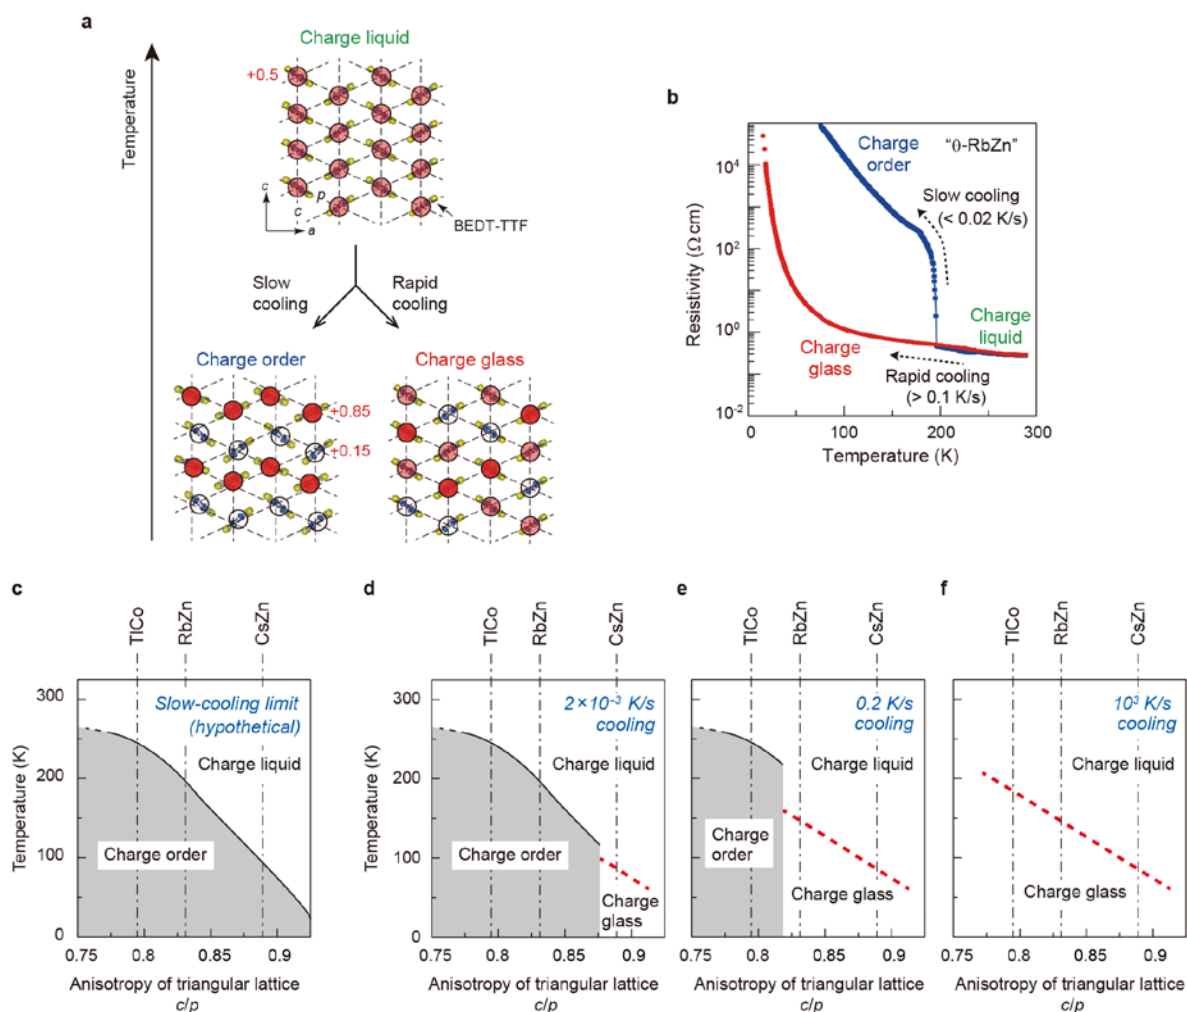 a
Charge liquid
+0.5
Temperature
c
p
c
a
BEDT-TTF
Slow
cooling
Rapid
cooling
Charge order
Charge glass
+0.85
+0.15
b
Charge
order
"θ-RbZn"
Slow cooling
(< 0.02 K/s)
Charge
liquid
Charge
glass
Rapid cooling
(> 0.1 K/s)
Resistivity (Ω cm)
10⁴
10²
10⁰
10⁻²
0
100
200
300
Temperature (K)
c
TlCo
RbZn
CsZn
Slow-cooling limit
(hypothetical)
Charge liquid
Charge order
Temperature (K)
300
200
100
0
0.75
0.8
0.85
0.9
Anisotropy of triangular lattice
c/p
d
TlCo
RbZn
CsZn
2×10⁻³ K/s
cooling
Charge liquid
Charge order
Charge
glass
Temperature (K)
300
200
100
0
0.75
0.8
0.85
0.9
Anisotropy of triangular lattice
c/p
e
TlCo
RbZn
CsZn
0.2 K/s
cooling
Charge liquid
Charge
order
Charge glass
0.75
0.8
0.85
0.9
Anisotropy of triangular lattice
c/p
f
TlCo
RbZn
CsZn
10³ K/s
cooling
Charge liquid
Charge glass
0.75
0.8
0.85
0.9
Anisotropy of triangular lattice
c/p